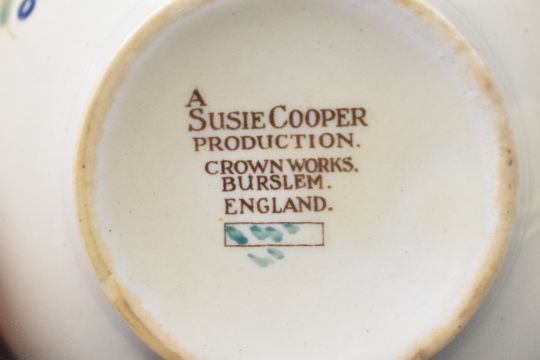 A
SUSIE COOPER
PRODUCTION.
CROWN WORKS,
BURSLEM.
ENGLAND.